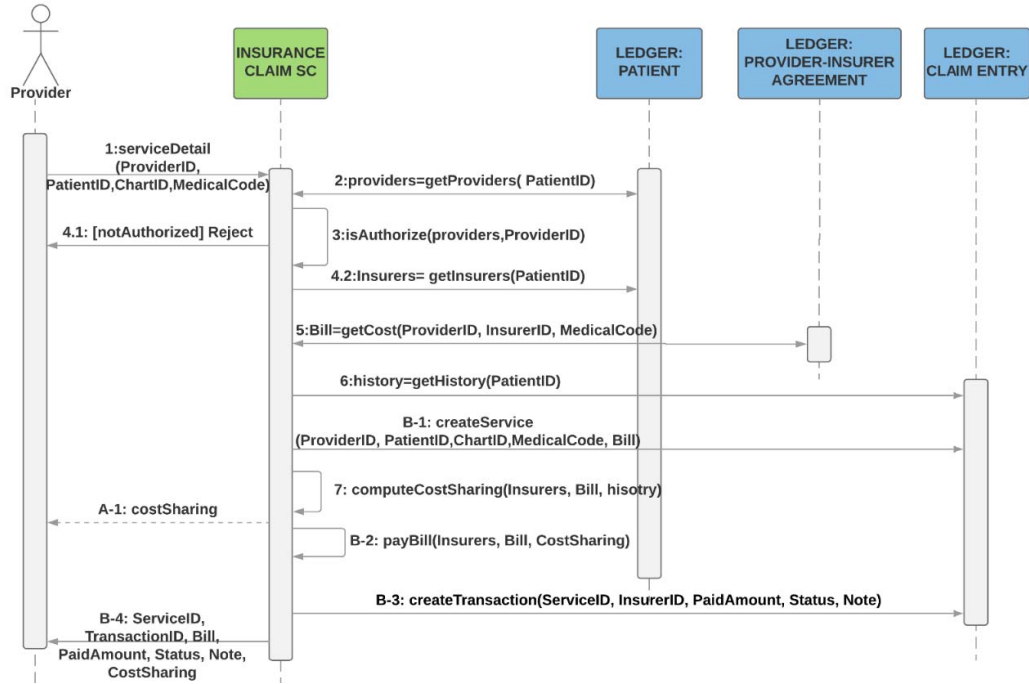 Provider
INSURANCE
CLAIM SC
LEDGER:
PATIENT
LEDGER:
PROVIDER-INSURER
AGREEMENT
LEDGER:
CLAIM ENTRY
1:serviceDetail
(ProviderID,
PatientID,ChartID,MedicalCode)
2:providers=getProviders( PatientID)
3:isAuthorize(providers,ProviderID)
4.1: [notAuthorized] Reject
4.2:Insurers= getInsurers(PatientID)
5:Bill=getCost(ProviderID, InsurerID, MedicalCode)
6:history=getHistory(PatientID)
B-1: createService
(ProviderID, PatientID,ChartID,MedicalCode, Bill)
7: computeCostSharing(Insurers, Bill, hisotry)
A-1: costSharing
B-2: payBill(Insurers, Bill, CostSharing)
B-3: createTransaction(ServiceID, InsurerID, PaidAmount, Status, Note)
B-4: ServiceID,
TransactionID, Bill,
PaidAmount, Status, Note,
CostSharing